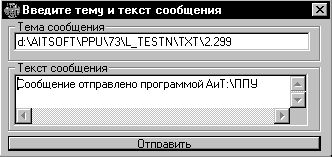 Введите тему и текст сообщения
Тема сообщения
d:\AITSOFT\PPU\73\L_TESTN\TXT\2.299
Текст сообщения
Сообщение отправлено программой АиТ:\ППУ
Отправить